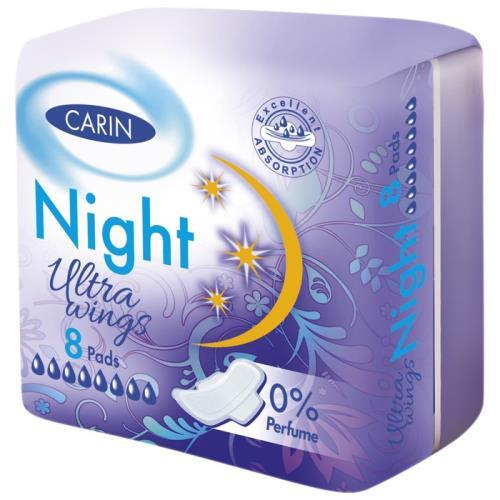 CARIN
Excellent
ABSORPTION
Night
Ultra
wings
8 Pads
0%
Perfume
Night
8 Pads
Ultra
wings